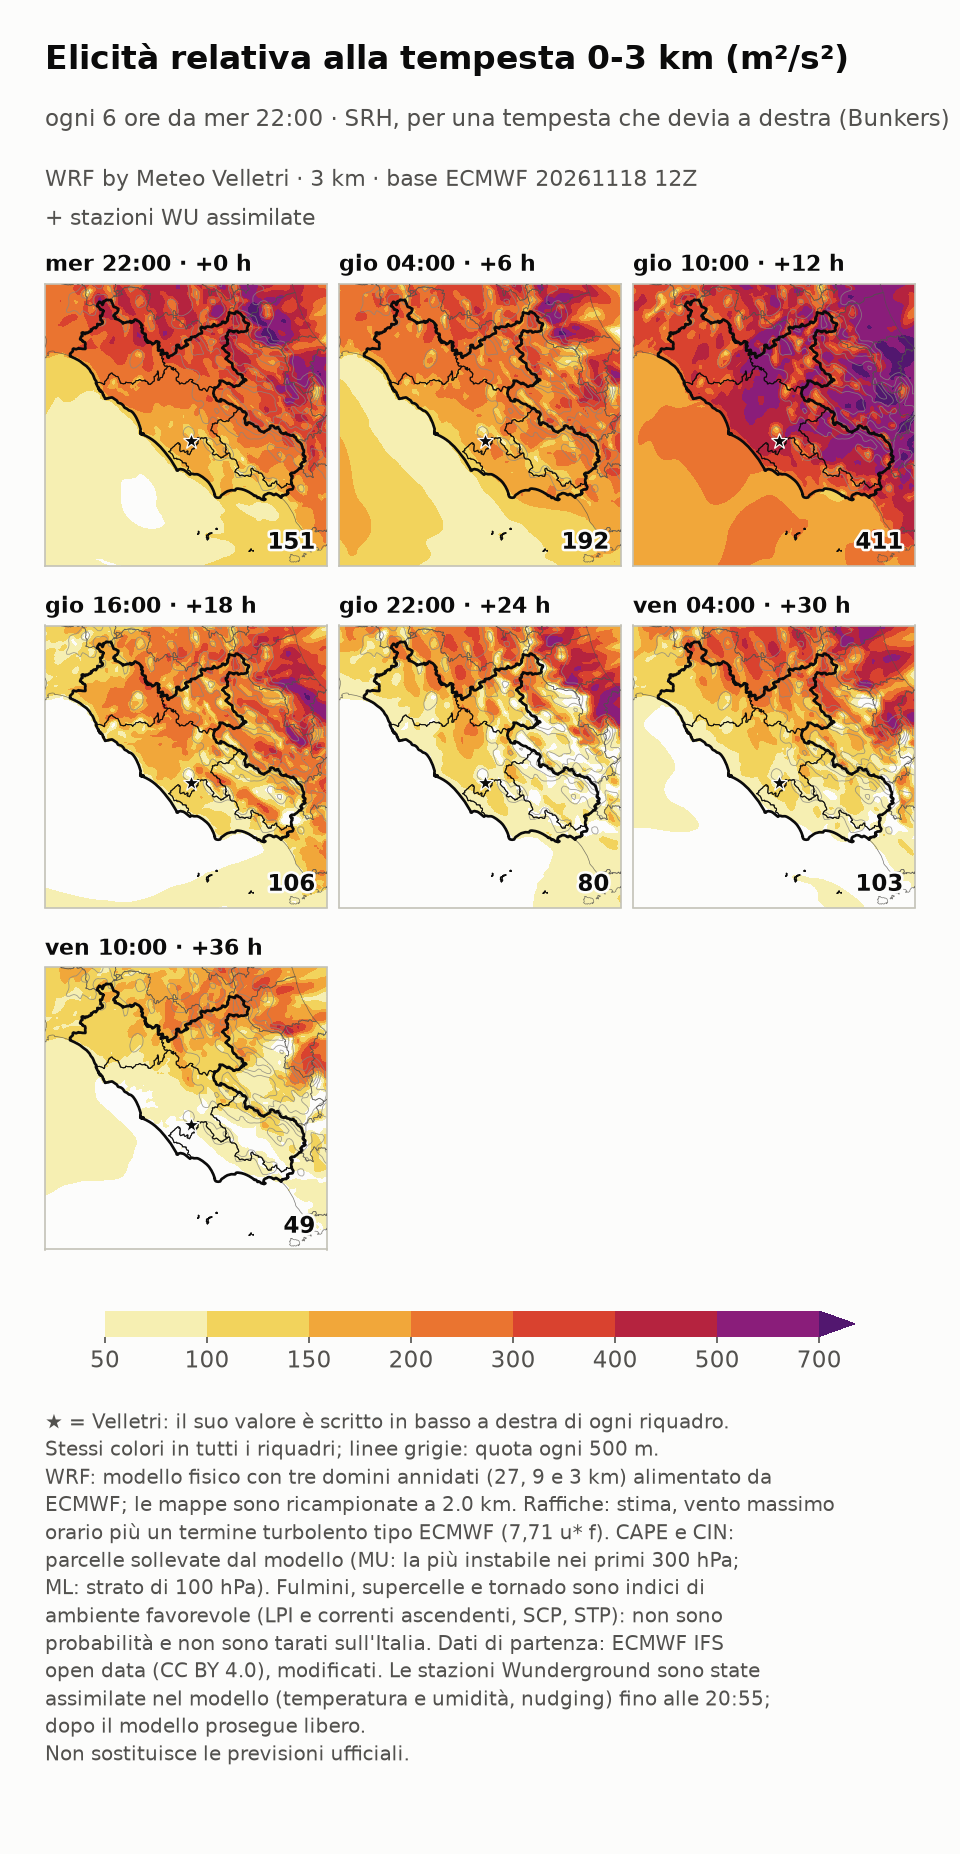 Elicità relativa alla tempesta 0-3 km (m²/s²)
ogni 6 ore da mer 22:00 · SRH, per una tempesta che devia a destra (Bunkers)
WRF by Meteo Velletri · 3 km · base ECMWF 20261118 12Z
+ stazioni WU assimilate
mer 22:00 · +0 h
gio 04:00 · +6 h
gio 10:00 · +12 h
151
192
411
gio 16:00 · +18 h
gio 22:00 · +24 h
ven 04:00 · +30 h
106
80
103
ven 10:00 · +36 h
49
50 100 150 200 300 400 500 700
★ = Velletri: il suo valore è scritto in basso a destra di ogni riquadro.
Stessi colori in tutti i riquadri; linee grigie: quota ogni 500 m.
WRF: modello fisico con tre domini annidati (27, 9 e 3 km) alimentato da
ECMWF; le mappe sono ricampionate a 2.0 km. Raffiche: stima, vento massimo
orario più un termine turbolento tipo ECMWF (7,71 u* f). CAPE e CIN:
parcelle sollevate dal modello (MU: la più instabile nei primi 300 hPa;
ML: strato di 100 hPa). Fulmini, supercelle e tornado sono indici di
ambiente favorevole (LPI e correnti ascendenti, SCP, STP): non sono
probabilità e non sono tarati sull'Italia. Dati di partenza: ECMWF IFS
open data (CC BY 4.0), modificati. Le stazioni Wunderground sono state
assimilate nel modello (temperatura e umidità, nudging) fino alle 20:55;
dopo il modello prosegue libero.
Non sostituisce le previsioni ufficiali.